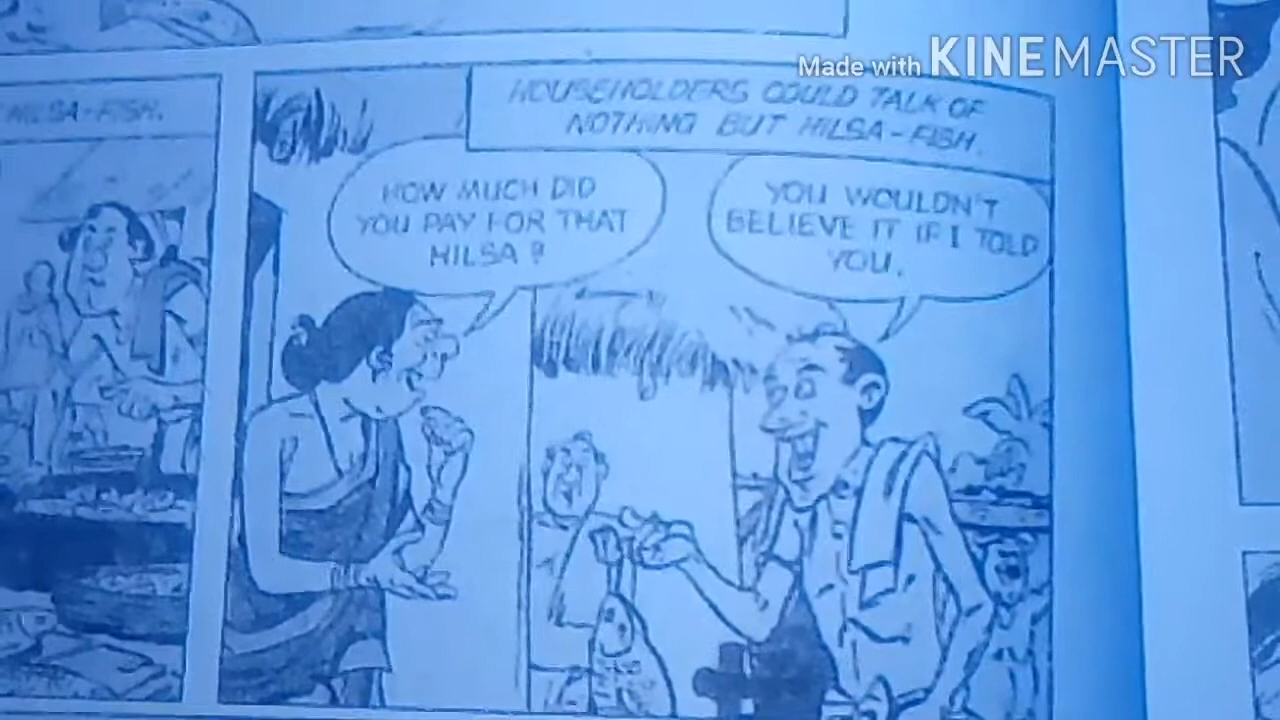 Made with KINEMASTER
HILSA-FISH.
HOUSEHOLDERS COULD TALK OF
NOTHING BUT HILSA-FISH.
HOW MUCH DID
YOU PAY FOR THAT
HILSA?
YOU WOULDN'T
BELIEVE IT IF I TOLD
YOU.